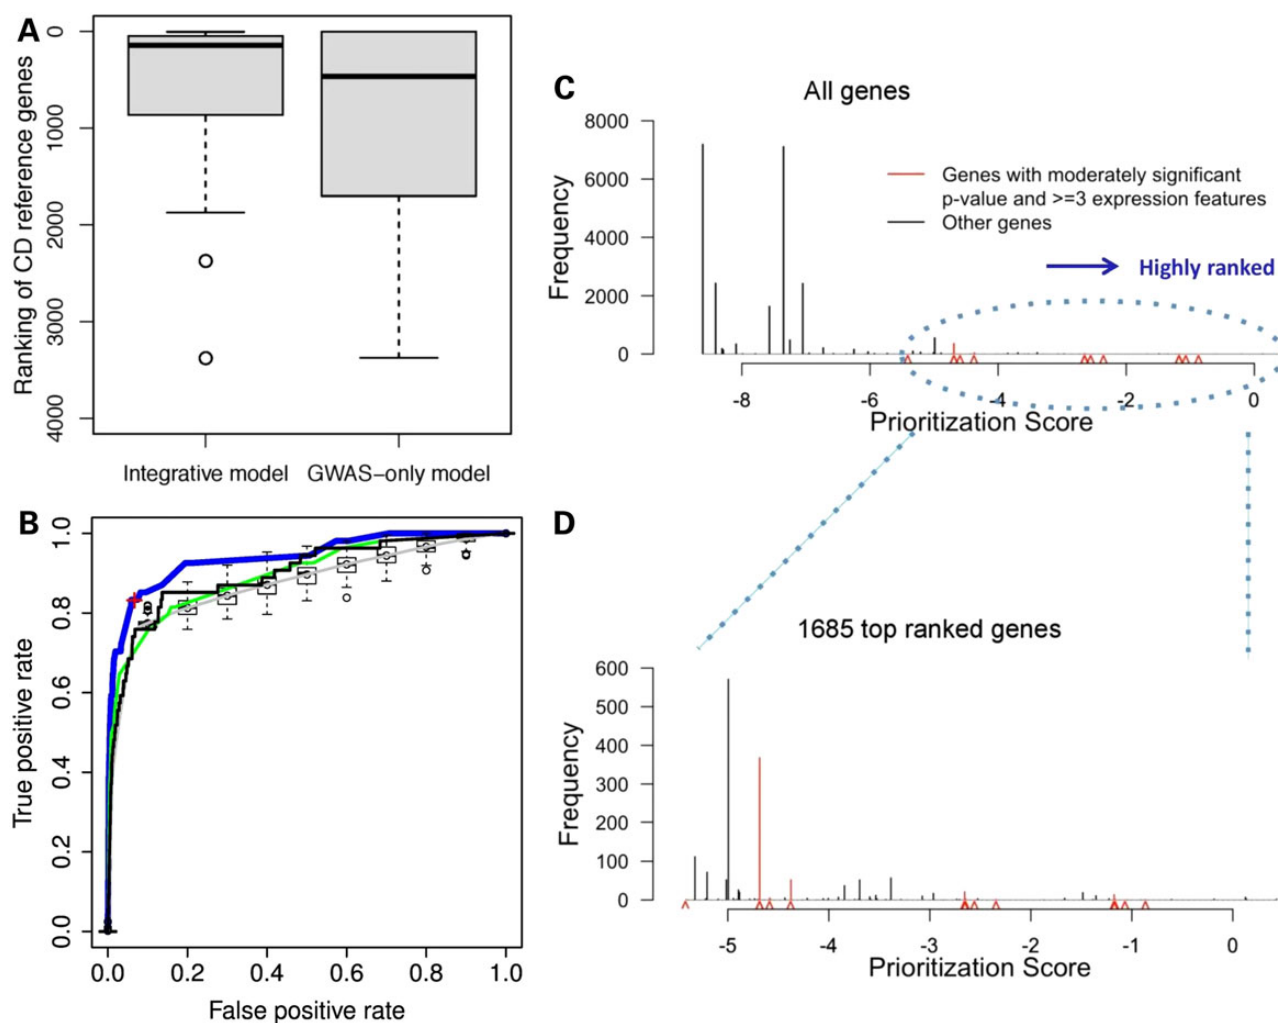 A
Ranking of CD reference genes
0
1000
2000
3000
4000
Integrative model
GWAS−only model
B
True positive rate
1.0
0.8
0.6
0.4
0.2
0.0
0.0
0.2
0.4
0.6
0.8
1.0
False positive rate
C
All genes
Frequency
8000
6000
4000
2000
0
Genes with moderately significant
p-value and >=3 expression features
Other genes
Highly ranked
-8
-6
-4
-2
0
Prioritization Score
D
1685 top ranked genes
Frequency
600
500
400
300
200
100
0
-5
-4
-3
-2
-1
0
Prioritization Score